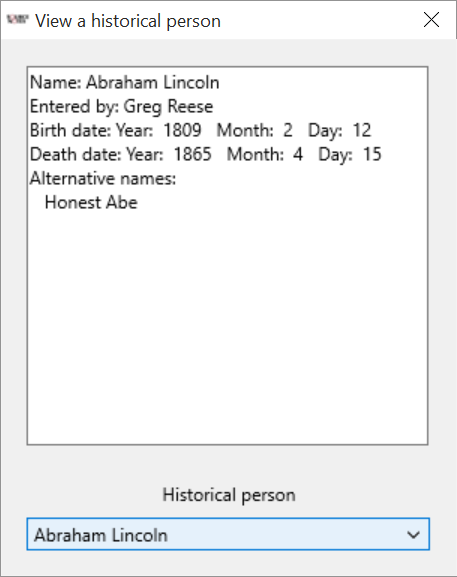 View a historical person
Name: Abraham Lincoln
Entered by: Greg Reese
Birth date: Year:  1809   Month:  2   Day:  12
Death date: Year:  1865   Month:  4   Day:  15
Alternative names:
   Honest Abe
Historical person
Abraham Lincoln